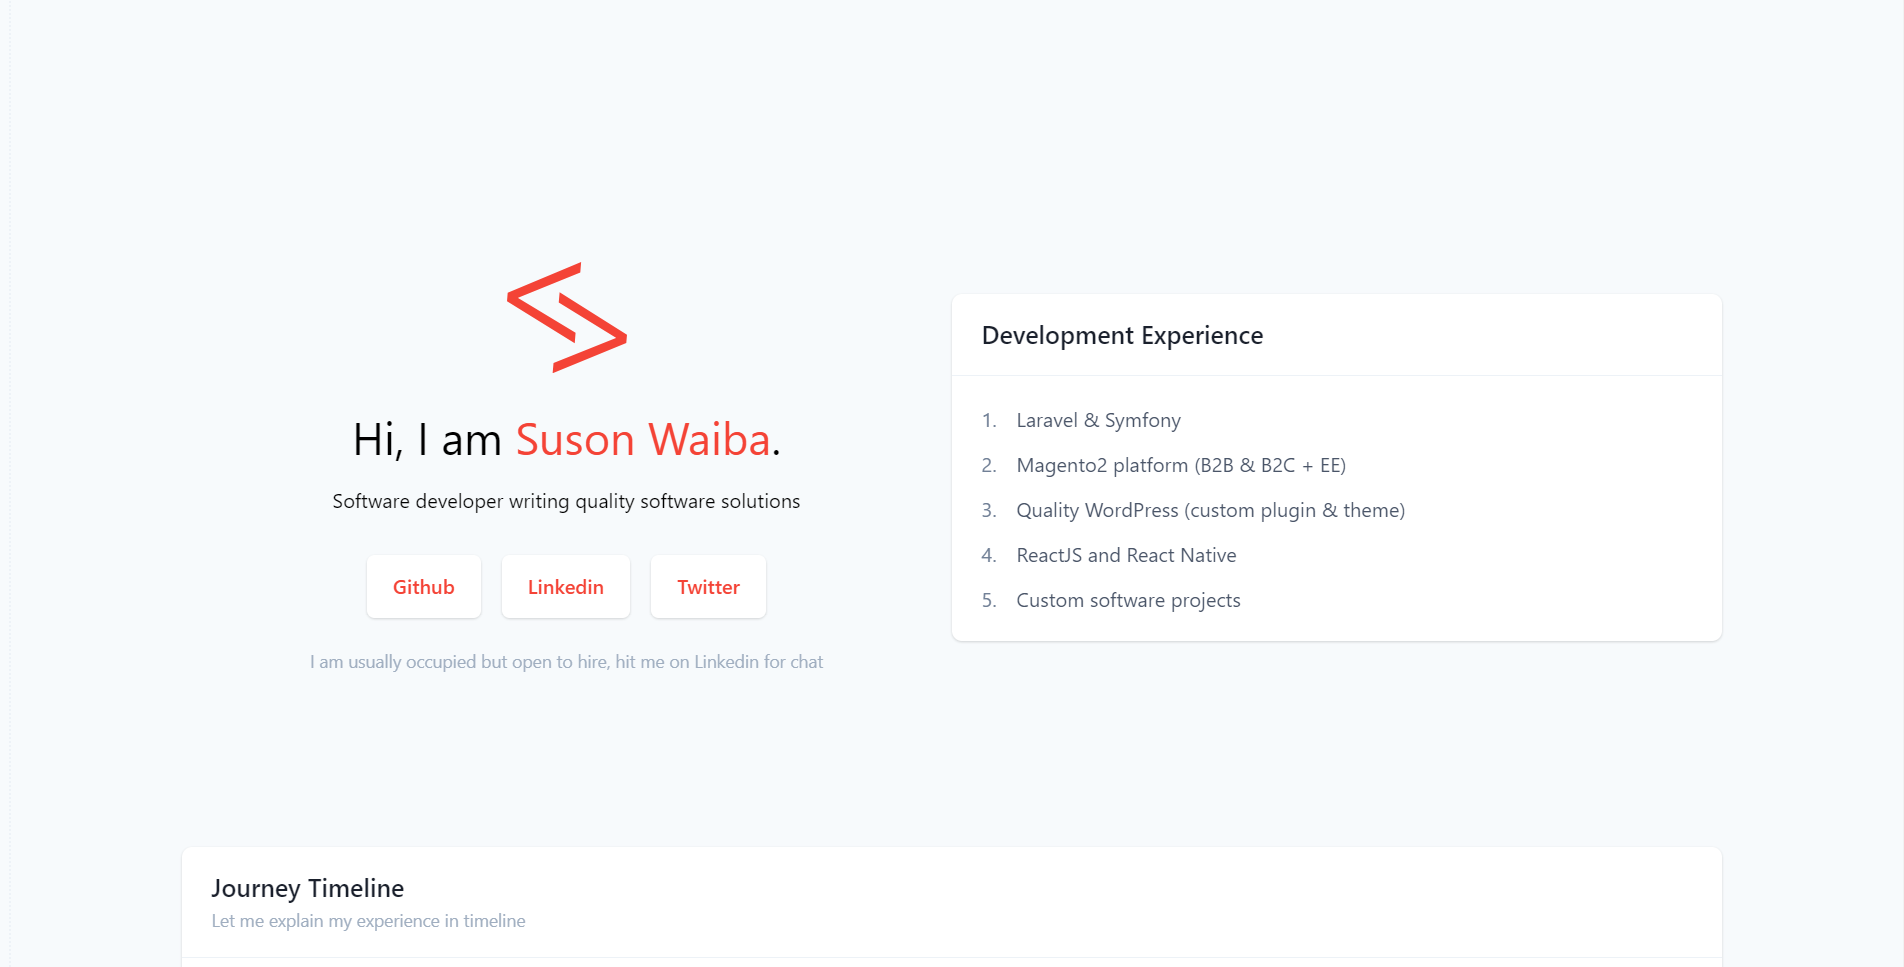 Hi, I am Suson Waiba.
Software developer writing quality software solutions
Github Linkedin Twitter
I am usually occupied but open to hire, hit me on Linkedin for chat
Development Experience
1. Laravel & Symfony
2. Magento2 platform (B2B & B2C + EE)
3. Quality WordPress (custom plugin & theme)
4. ReactJS and React Native
5. Custom software projects
Journey Timeline
Let me explain my experience in timeline